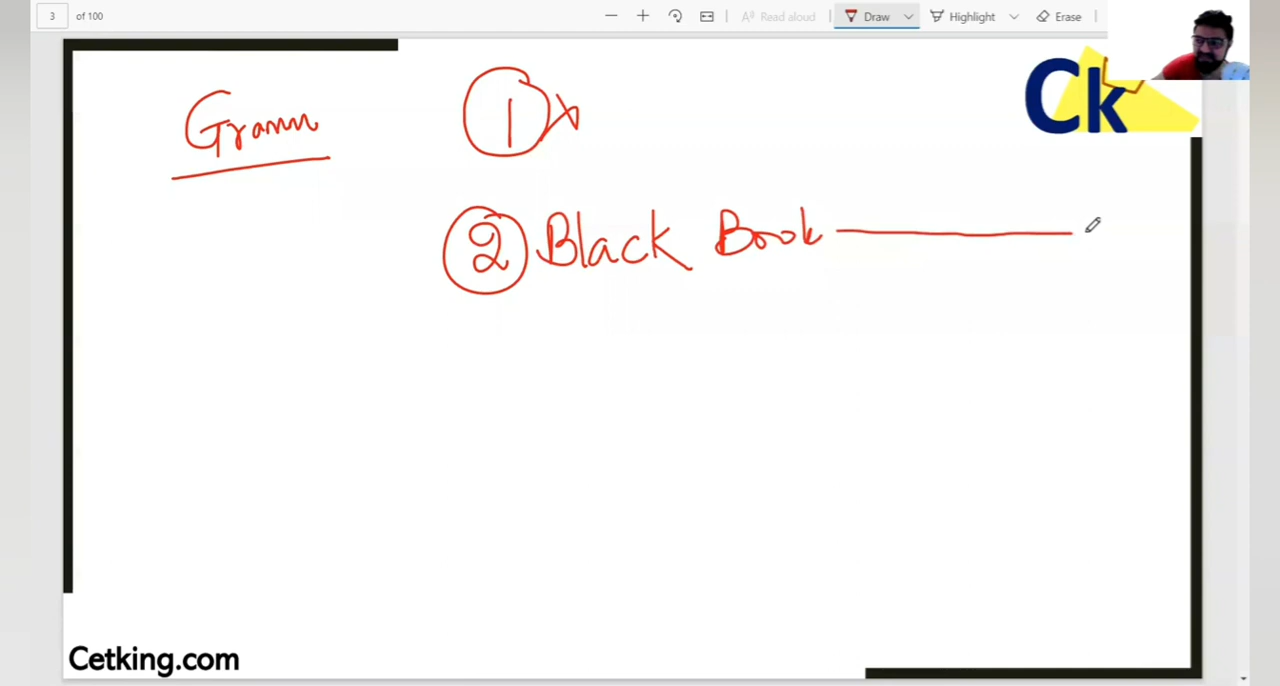 3 of 100 Read aloud Draw Highlight Erase
Ck
Gramm
1 x
2 Black Book
Cetking.com